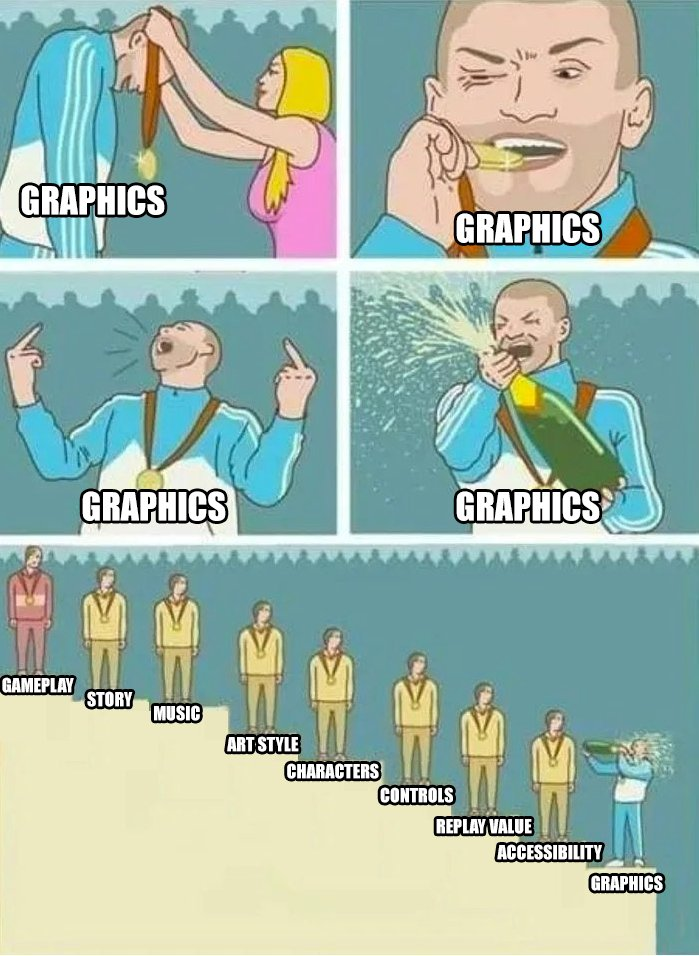 GRAPHICS
GRAPHICS
GRAPHICS
GRAPHICS
GAMEPLAY
STORY
MUSIC
ART STYLE
CHARACTERS
CONTROLS
REPLAY VALUE
ACCESSIBILITY
GRAPHICS